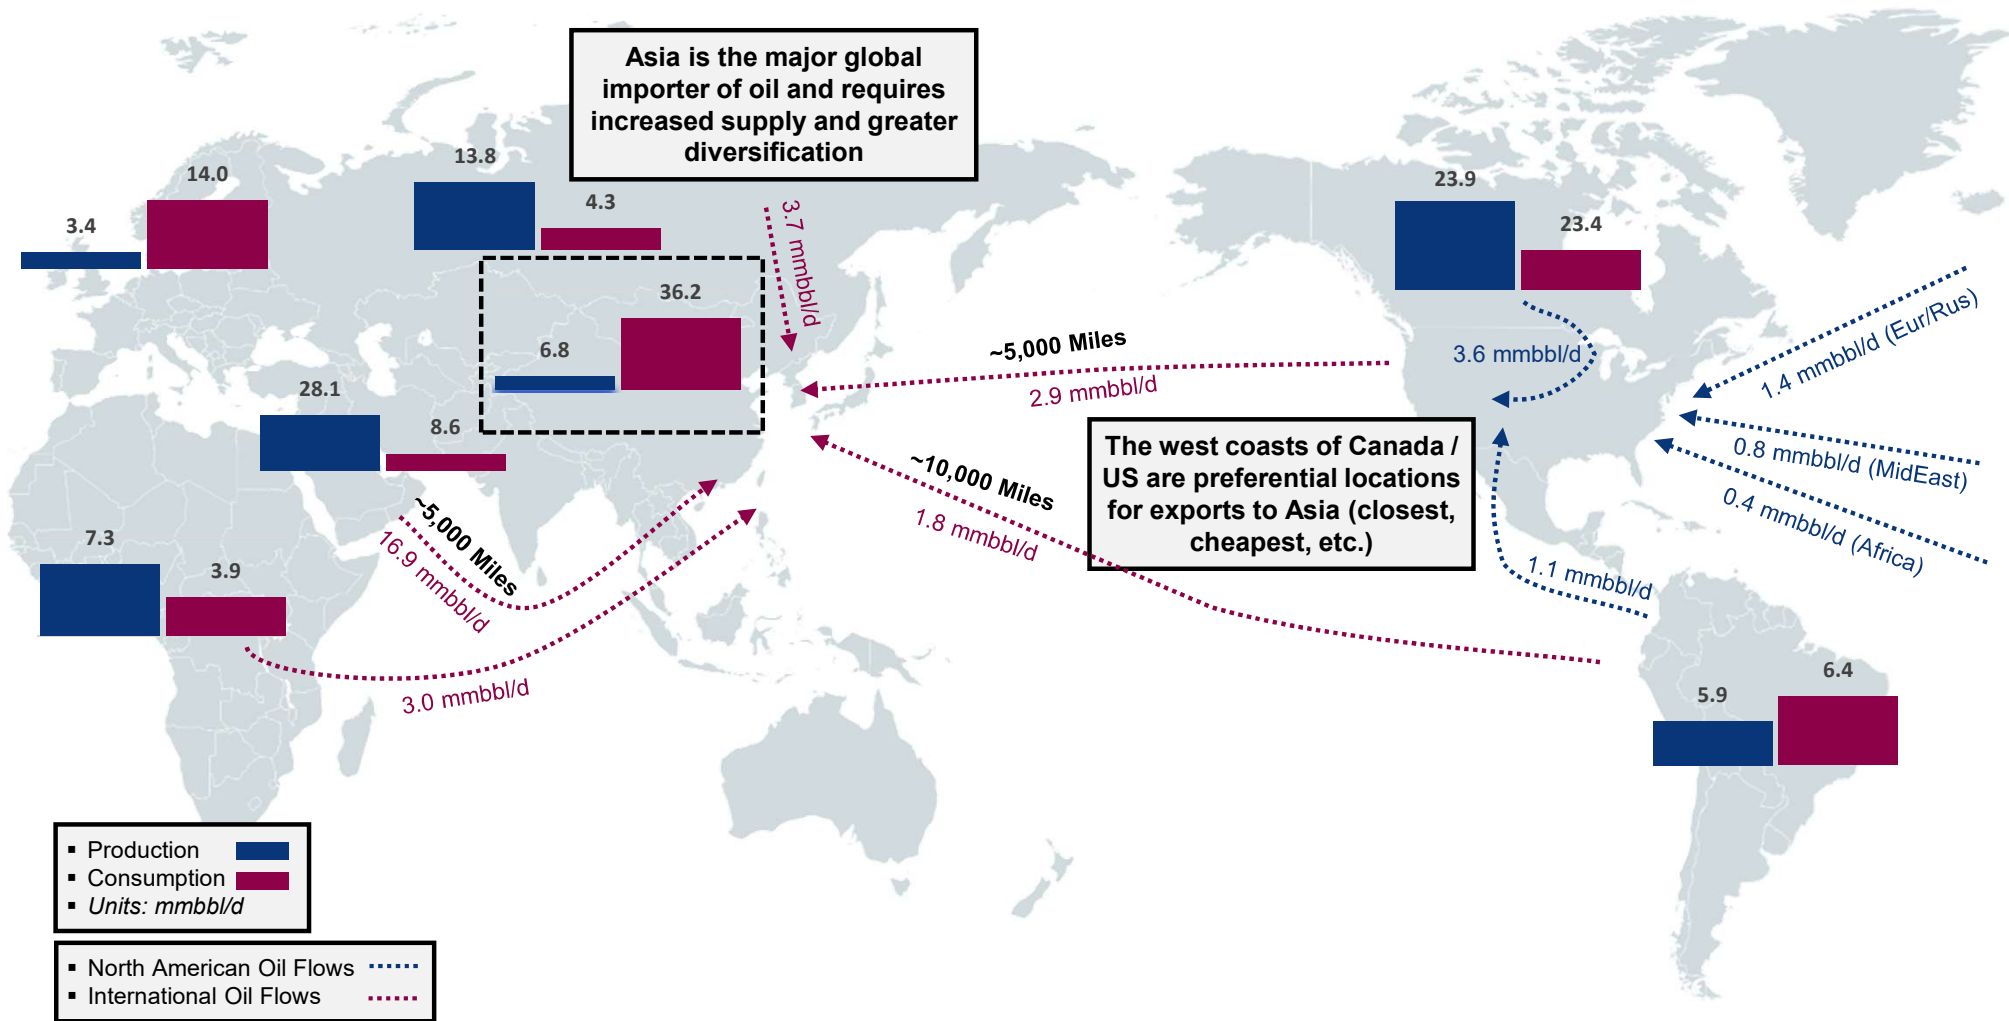 Asia is the major global
importer of oil and requires
increased supply and greater
diversification
13.8
4.3
14.0
3.4
3.7 mmbbl/d
36.2
6.8
23.9
23.4
3.6 mmbbl/d
1.4 mmbbl/d (Eur/Rus)
0.8 mmbbl/d (MidEast)
0.4 mmbbl/d (Africa)
~5,000 Miles
2.9 mmbbl/d
28.1
8.6
The west coasts of Canada /
US are preferential locations
for exports to Asia (closest,
cheapest, etc.)
~10,000 Miles
1.8 mmbbl/d
~5,000 Miles
16.9 mmbbl/d
7.3
3.9
3.0 mmbbl/d
1.1 mmbbl/d
5.9
6.4
▪ Production
▪ Consumption
▪ Units: mmbbl/d
▪ North American Oil Flows
▪ International Oil Flows